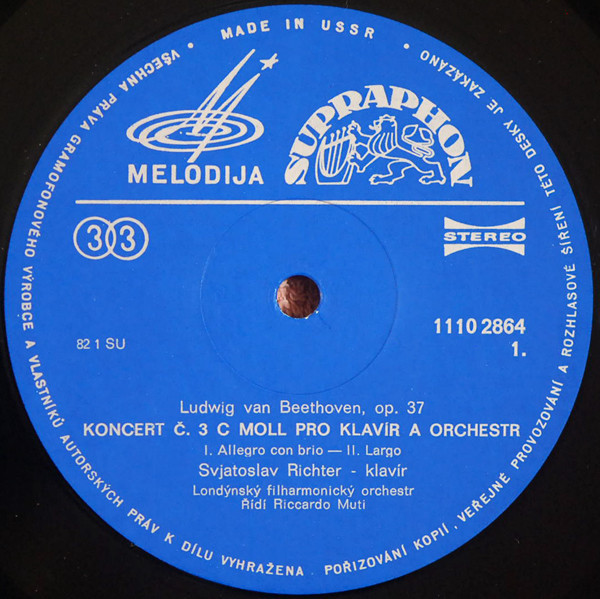 MADE IN USSR
VŠECHNA PRÁVA GRAMOFONOVÉHO VÝROBCE A VLASTNÍKŮ AUTORSKÝCH PRÁV K DÍLU VYHRAŽENA. POŘIZOVÁNÍ KOPIÍ, VEŘEJNÉ PROVOZOVÁNÍ A ROZHLASOVÉ ŠÍŘENÍ TÉTO DESKY JE ZAKÁZÁNO
MELODIJA
SUPRAPHON
33
STEREO
1110 2864
82 1 SU
1.
Ludwig van Beethoven, op. 37
KONCERT Č. 3 C MOLL PRO KLAVÍR A ORCHESTR
I. Allegro con brio — II. Largo
Svjatoslav Richter - klavír
Londýnský filharmonický orchestr
Řídí Riccardo Muti